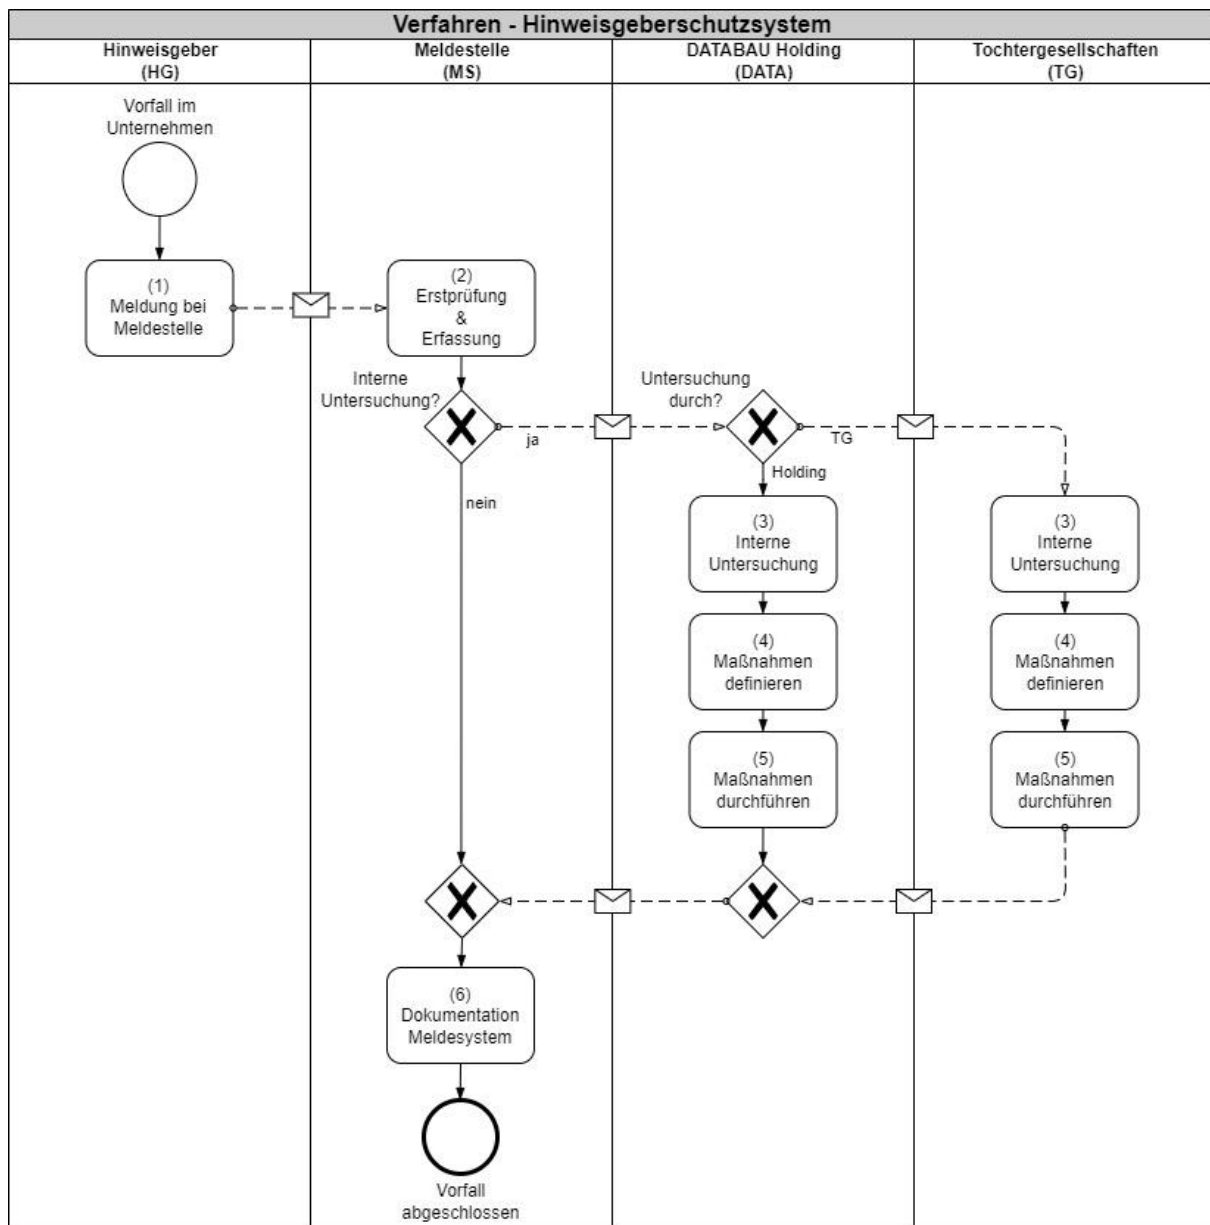 Verfahren - Hinweisgeberschutzsystem
Hinweisgeber
(HG)
Meldestelle
(MS)
DATABAU Holding
(DATA)
Tochtergesellschaften
(TG)
Vorfall im
Unternehmen
(1)
Meldung bei
Meldestelle
(2)
Erstprüfung
&
Erfassung
Interne
Untersuchung?
ja
nein
Untersuchung
durch?
TG
Holding
(3)
Interne
Untersuchung
(3)
Interne
Untersuchung
(4)
Maßnahmen
definieren
(4)
Maßnahmen
definieren
(5)
Maßnahmen
durchführen
(5)
Maßnahmen
durchführen
(6)
Dokumentation
Meldesystem
Vorfall
abgeschlossen